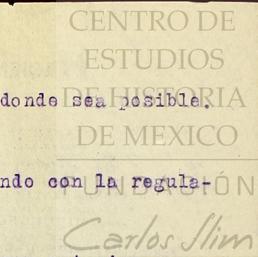 CENTRO DE
ESTUDIOS
donde sea posible.
DE HISTORIA
DE MEXICO
ndo con la regula-
FUNDACIÓN
Carlos Slim